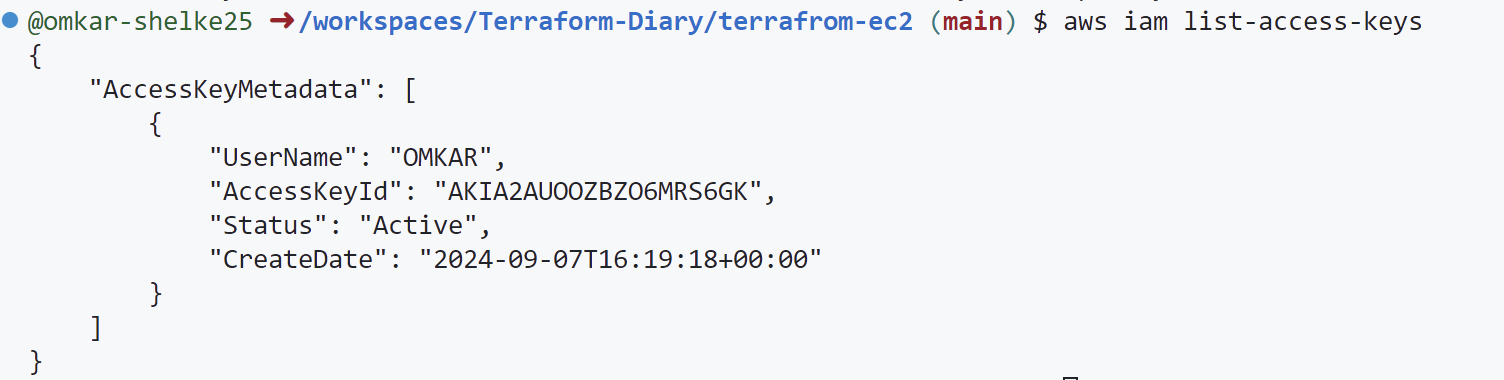 @omkar-shelke25 ➜/workspaces/Terraform-Diary/terrafrom-ec2 (main) $ aws iam list-access-keys
{
    "AccessKeyMetadata": [
        {
            "UserName": "OMKAR",
            "AccessKeyId": "AKIA2AUOOZBZO6MRS6GK",
            "Status": "Active",
            "CreateDate": "2024-09-07T16:19:18+00:00"
        }
    ]
}